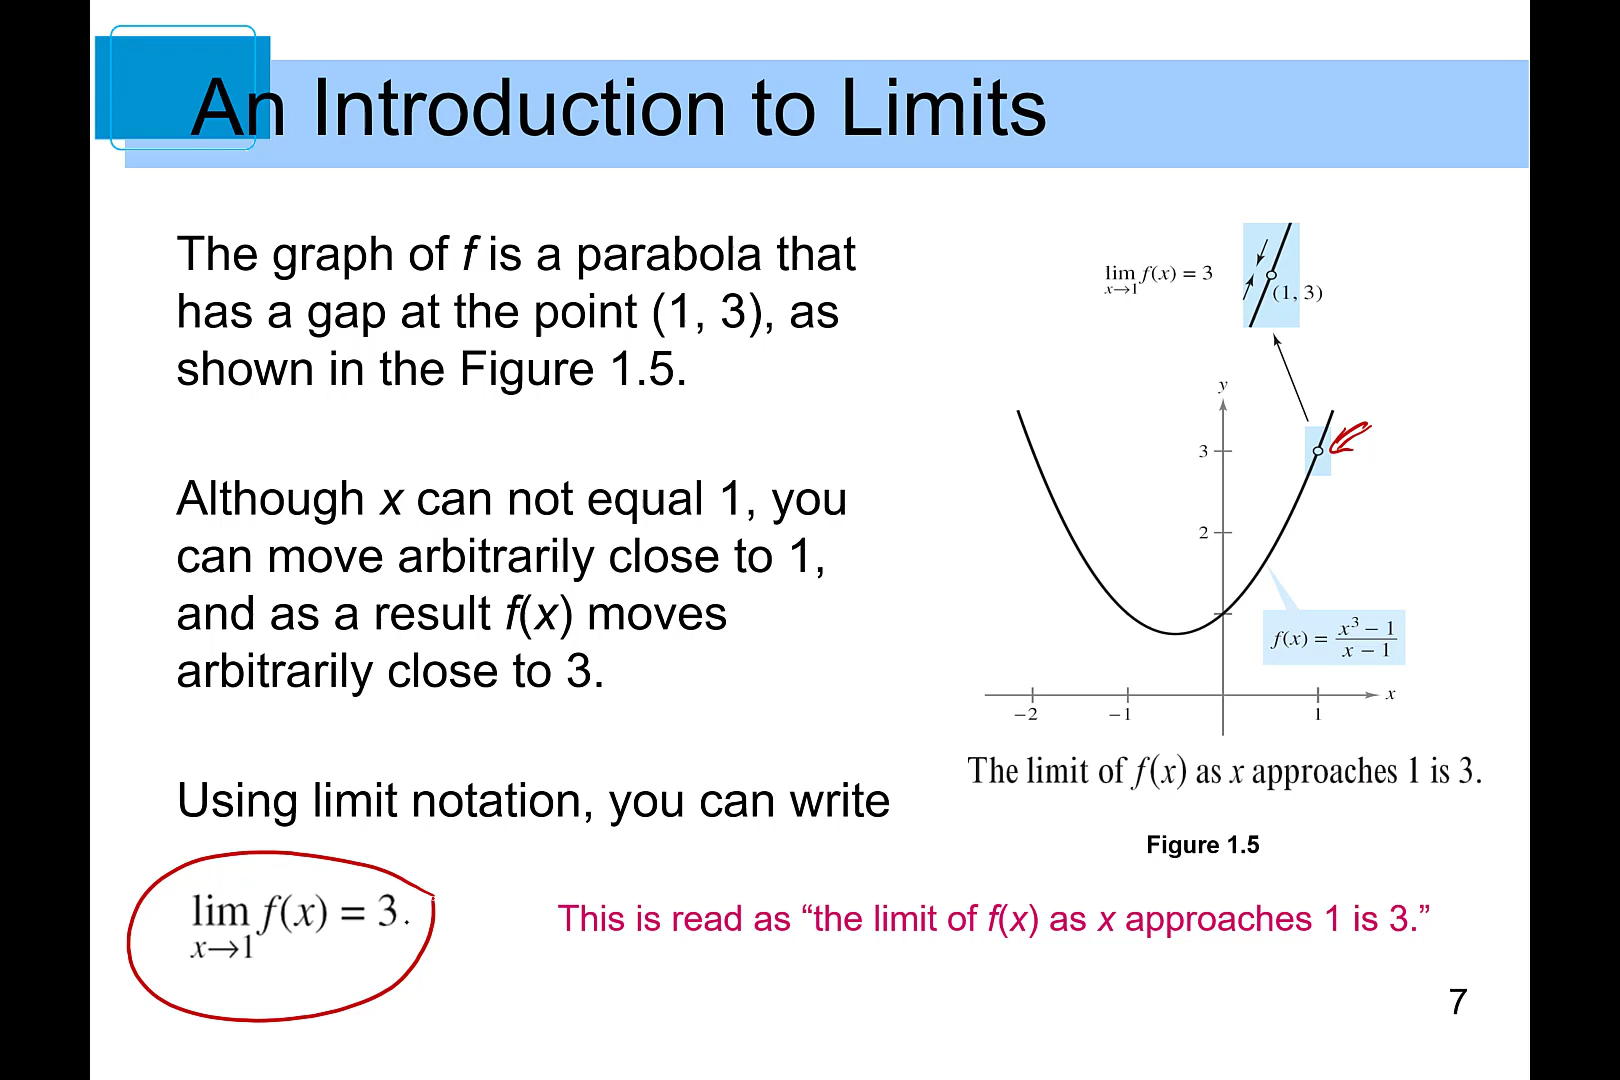 An Introduction to Limits
The graph of f is a parabola that
has a gap at the point (1, 3), as
shown in the Figure 1.5.
Although x can not equal 1, you
can move arbitrarily close to 1,
and as a result f(x) moves
arbitrarily close to 3.
Using limit notation, you can write
lim f(x) = 3.
x→1
This is read as “the limit of f(x) as x approaches 1 is 3.”
lim f(x) = 3
x→1
(1, 3)
y
3
2
f(x) = x³ − 1
x − 1
x
−2
−1
1
The limit of f(x) as x approaches 1 is 3.
Figure 1.5
7